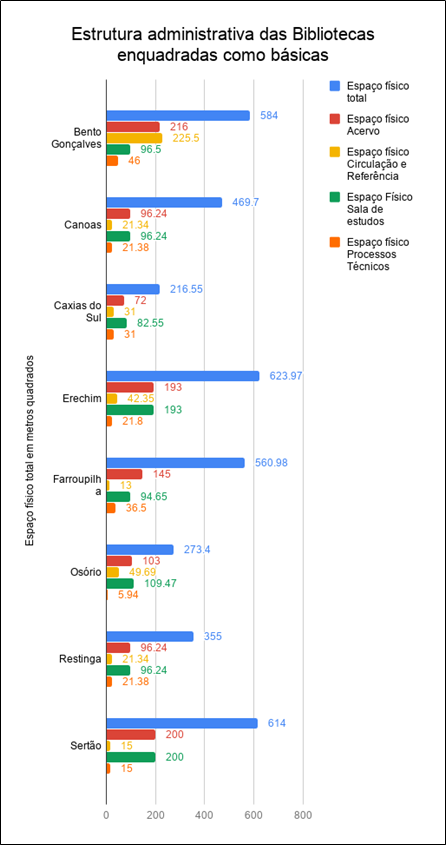 Estrutura administrativa das Bibliotecas
enquadradas como básicas
Espaço físico
total
Espaço físico
Acervo
Espaço físico
Circulação e
Referência
Espaço Físico
Sala de
estudos
Espaço físico
Processos
Técnicos
Espaço físico total em metros quadrados
Bento
Gonçalves
584
216
225.5
96.5
46
Canoas
469.7
96.24
21.34
96.24
21.38
Caxias do
Sul
216.55
72
31
82.55
31
Erechim
623.97
193
42.35
193
21.8
Farroupilh
a
560.98
145
13
94.65
36.5
Osório
273.4
103
49.69
109.47
5.94
Restinga
355
96.24
21.34
96.24
21.38
Sertão
614
200
15
200
15
0
200
400
600
800